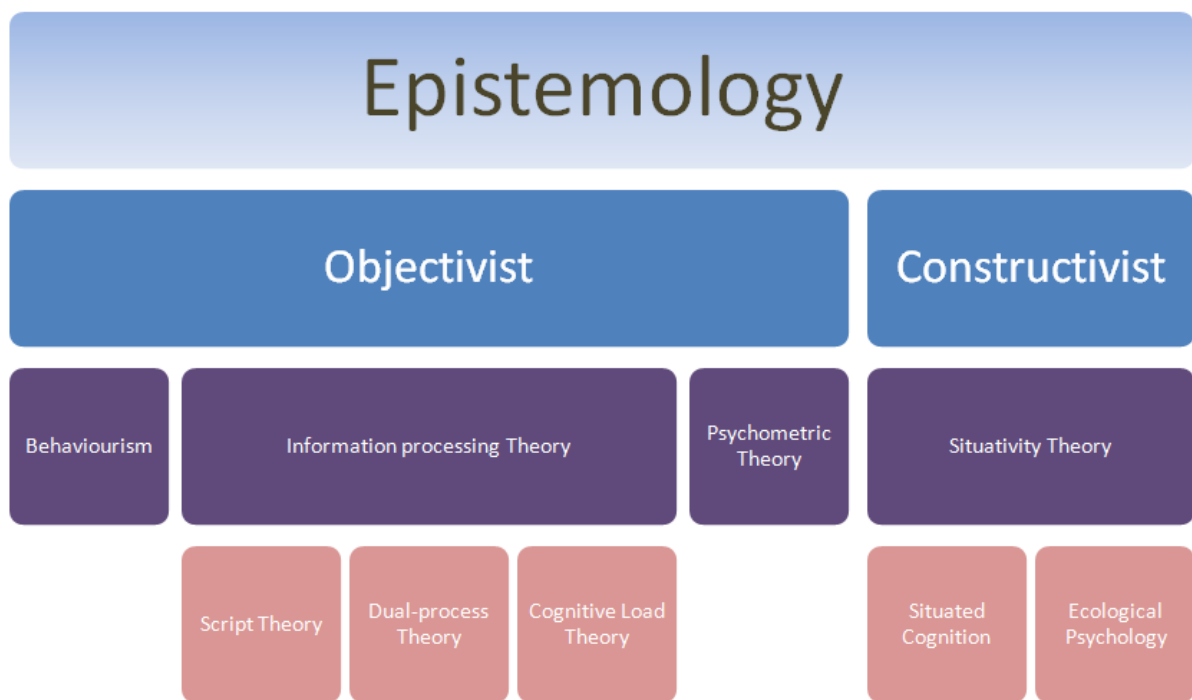 Epistemology
Objectivist
Constructivist
Behaviourism
Information processing Theory
Psychometric
Theory
Situativity Theory
Script Theory
Dual-process
Theory
Cognitive Load
Theory
Situated
Cognition
Ecological
Psychology